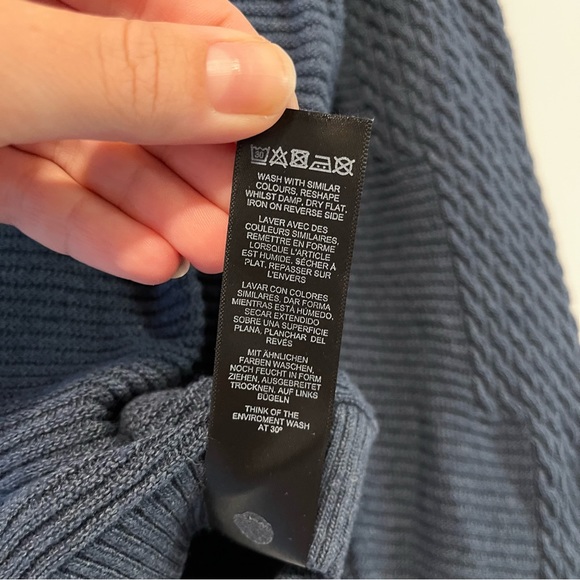 30
WASH WITH SIMILAR
COLOURS, RESHAPE
WHILST DAMP, DRY FLAT,
IRON ON REVERSE SIDE
LAVER AVEC DES
COULEURS SIMILAIRES,
REMETTRE EN FORME
LORSQUE L'ARTICLE
EST HUMIDE. SÉCHER À
PLAT, REPASSER SUR
L'ENVERS
LAVAR CON COLORES
SIMILARES, DAR FORMA
MIENTRAS ESTÁ HÚMEDO.
SECAR EXTENDIDO
SOBRE UNA SUPERFICIE
PLANA. PLANCHAR DEL
REVÉS
MIT ÄHNLICHEN
FARBEN WASCHEN,
NOCH FEUCHT IN FORM
ZIEHEN, AUSGEBREITET
TROCKNEN, AUF LINKS
BÜGELN
THINK OF THE
ENVIROMENT WASH
AT 30º